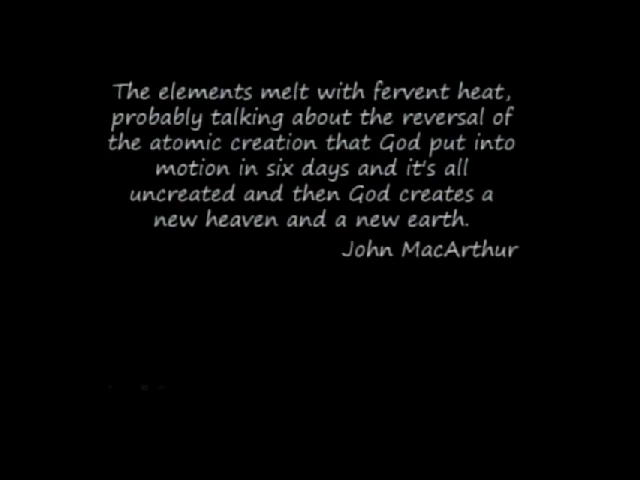 The elements melt with fervent heat,
probably talking about the reversal of
the atomic creation that God put into
motion in six days and it's all
uncreated and then God creates a
new heaven and a new earth.
John MacArthur